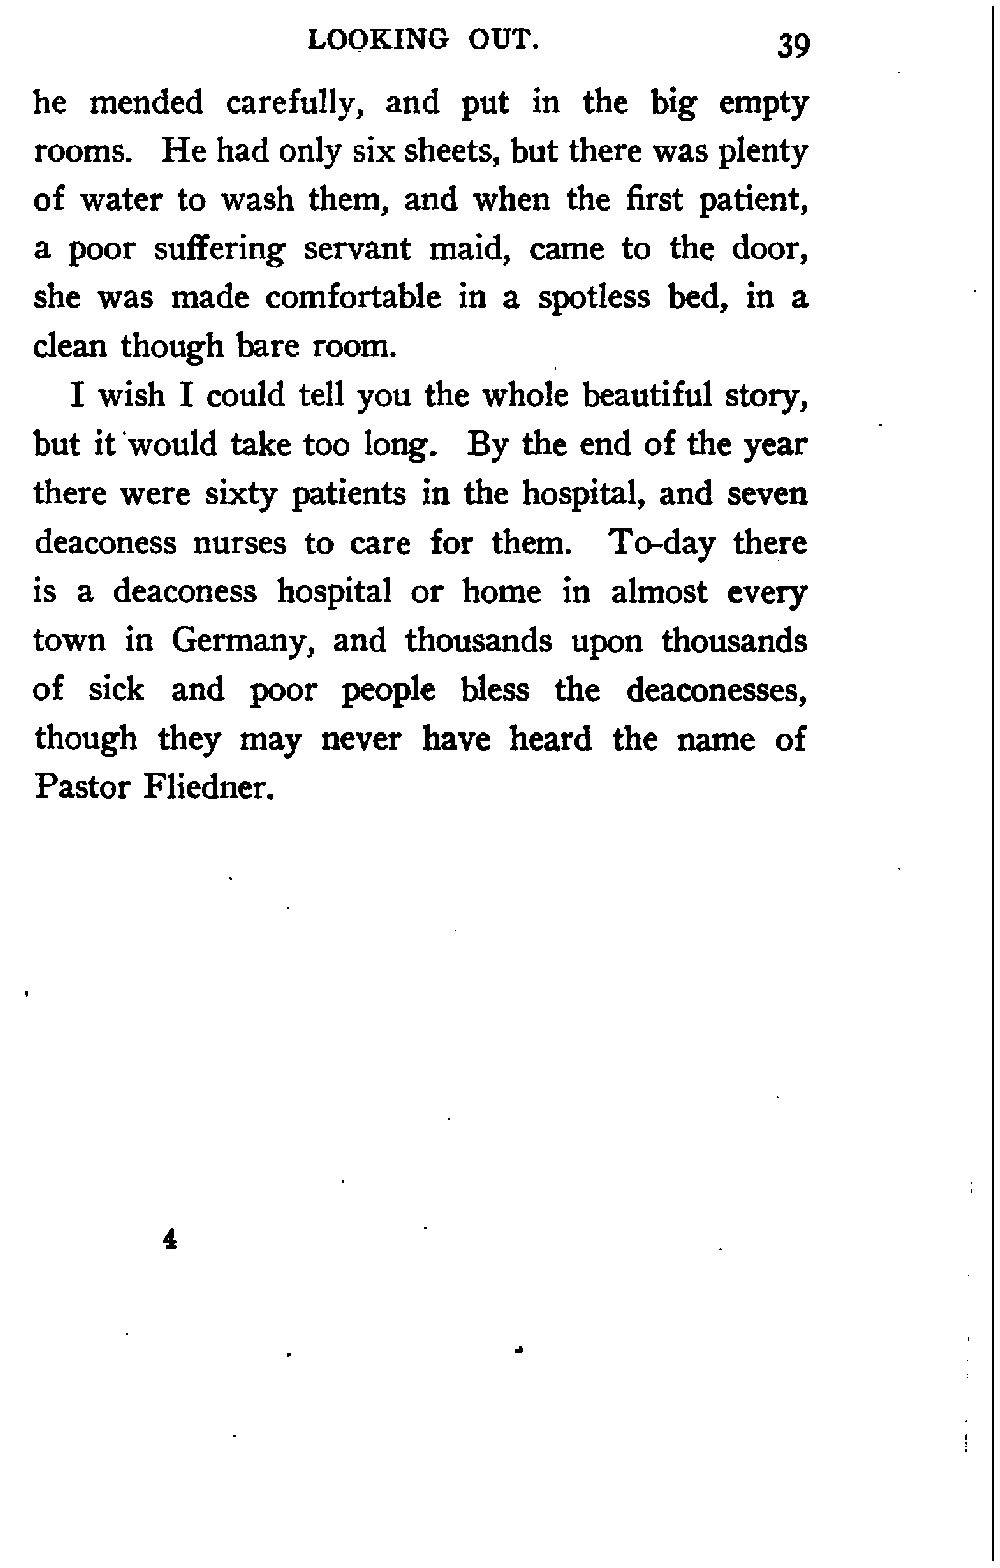 LOOKING OUT. 39
he mended carefully, and put in the big empty
rooms. He had only six sheets, but there was plenty
of water to wash them, and when the first patient,
a poor suffering servant maid, came to the door,
she was made comfortable in a spotless bed, in a
clean though bare room.
I wish I could tell you the whole beautiful story,
but it would take too long. By the end of the year
there were sixty patients in the hospital, and seven
deaconess nurses to care for them. To-day there
is a deaconess hospital or home in almost every
town in Germany, and thousands upon thousands
of sick and poor people bless the deaconesses,
though they may never have heard the name of
Pastor Fliedner.
4